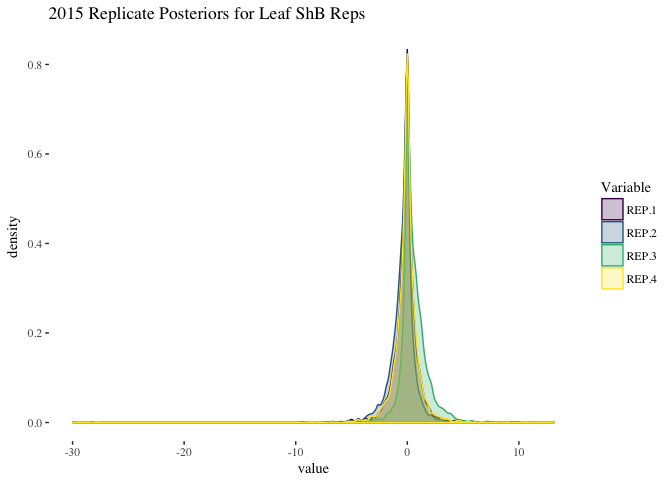 2015 Replicate Posteriors for Leaf ShB Reps
0.8
0.6
0.4
0.2
0.0
density
-30
-20
-10
0
10
value
Variable
REP.1
REP.2
REP.3
REP.4